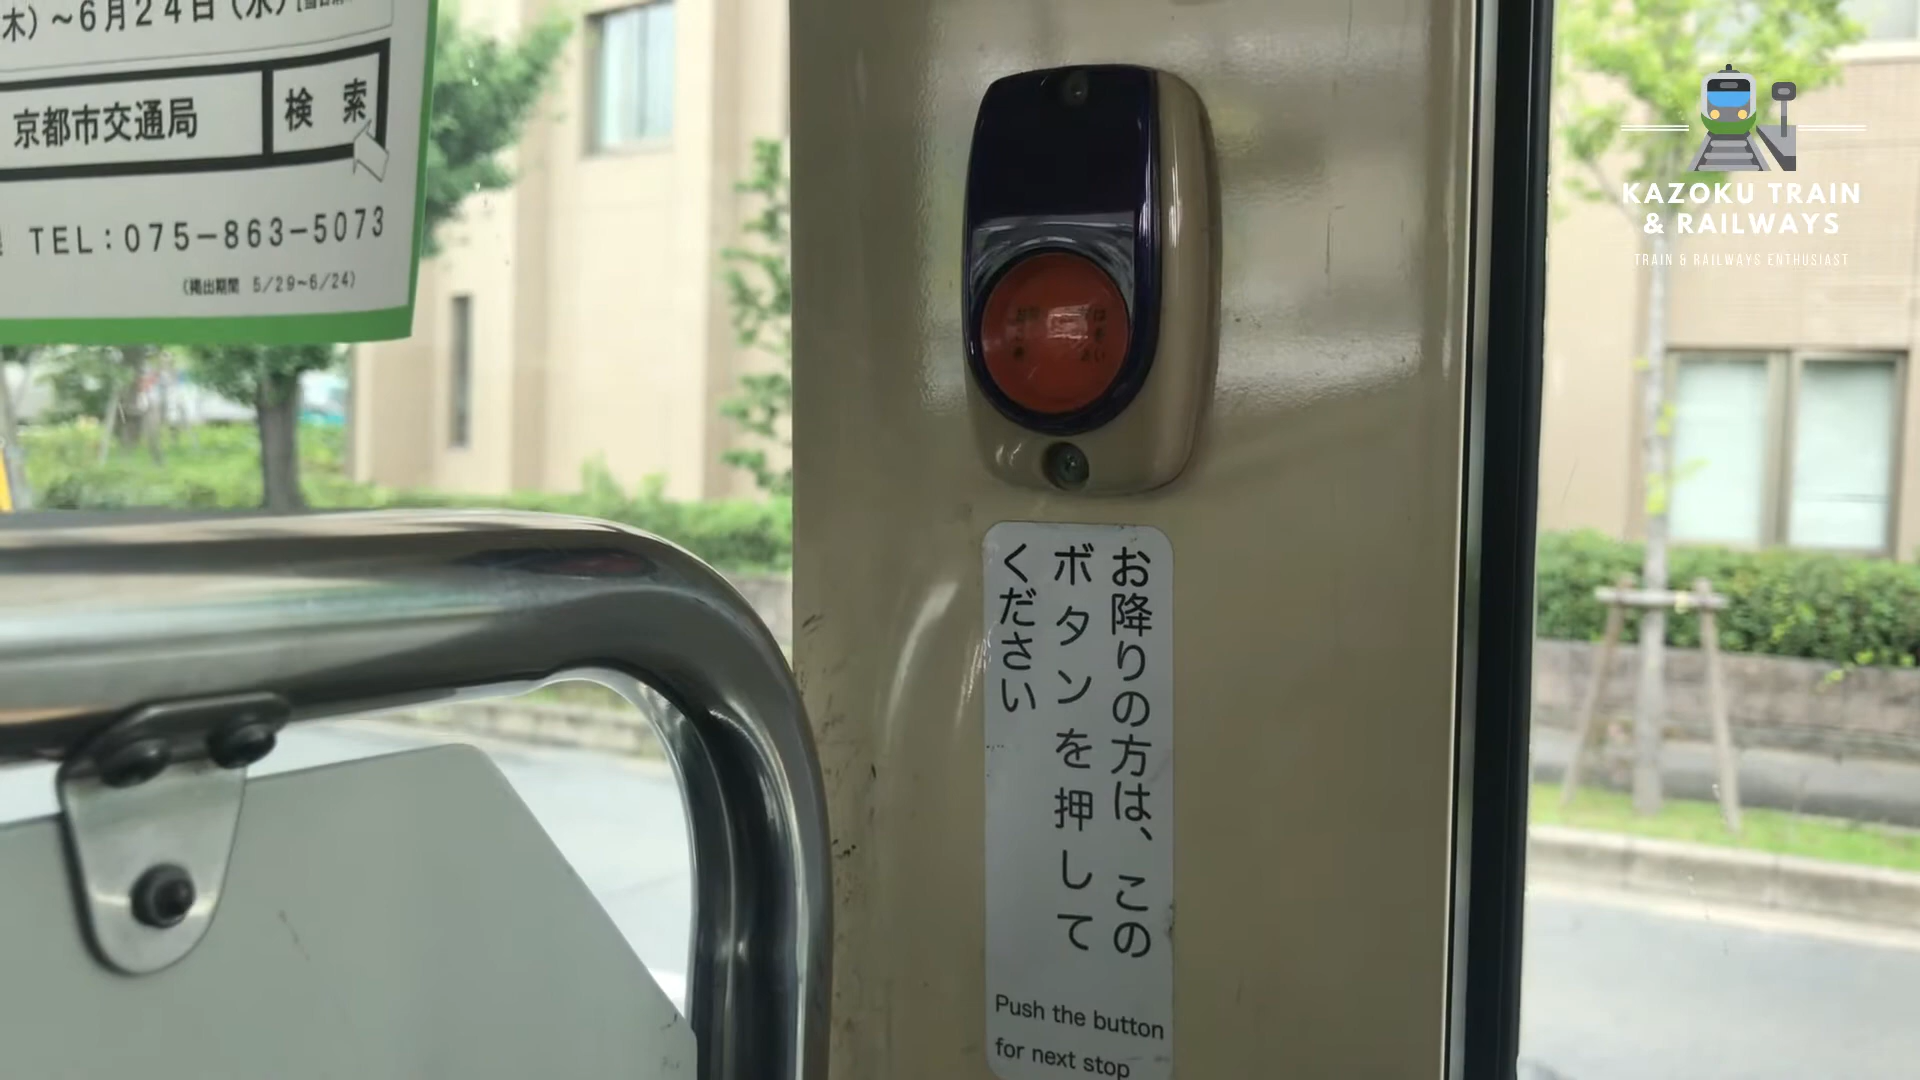 木)~6月24日(水)
京都市交通局 検索
TEL:075-863-5073
(掲出期間 5/29~6/24)
お降りの方は、この
ボタンを押して
ください
Push the button
for next stop
KAZOKU TRAIN
& RAILWAYS
TRAIN & RAILWAYS ENTHUSIAST